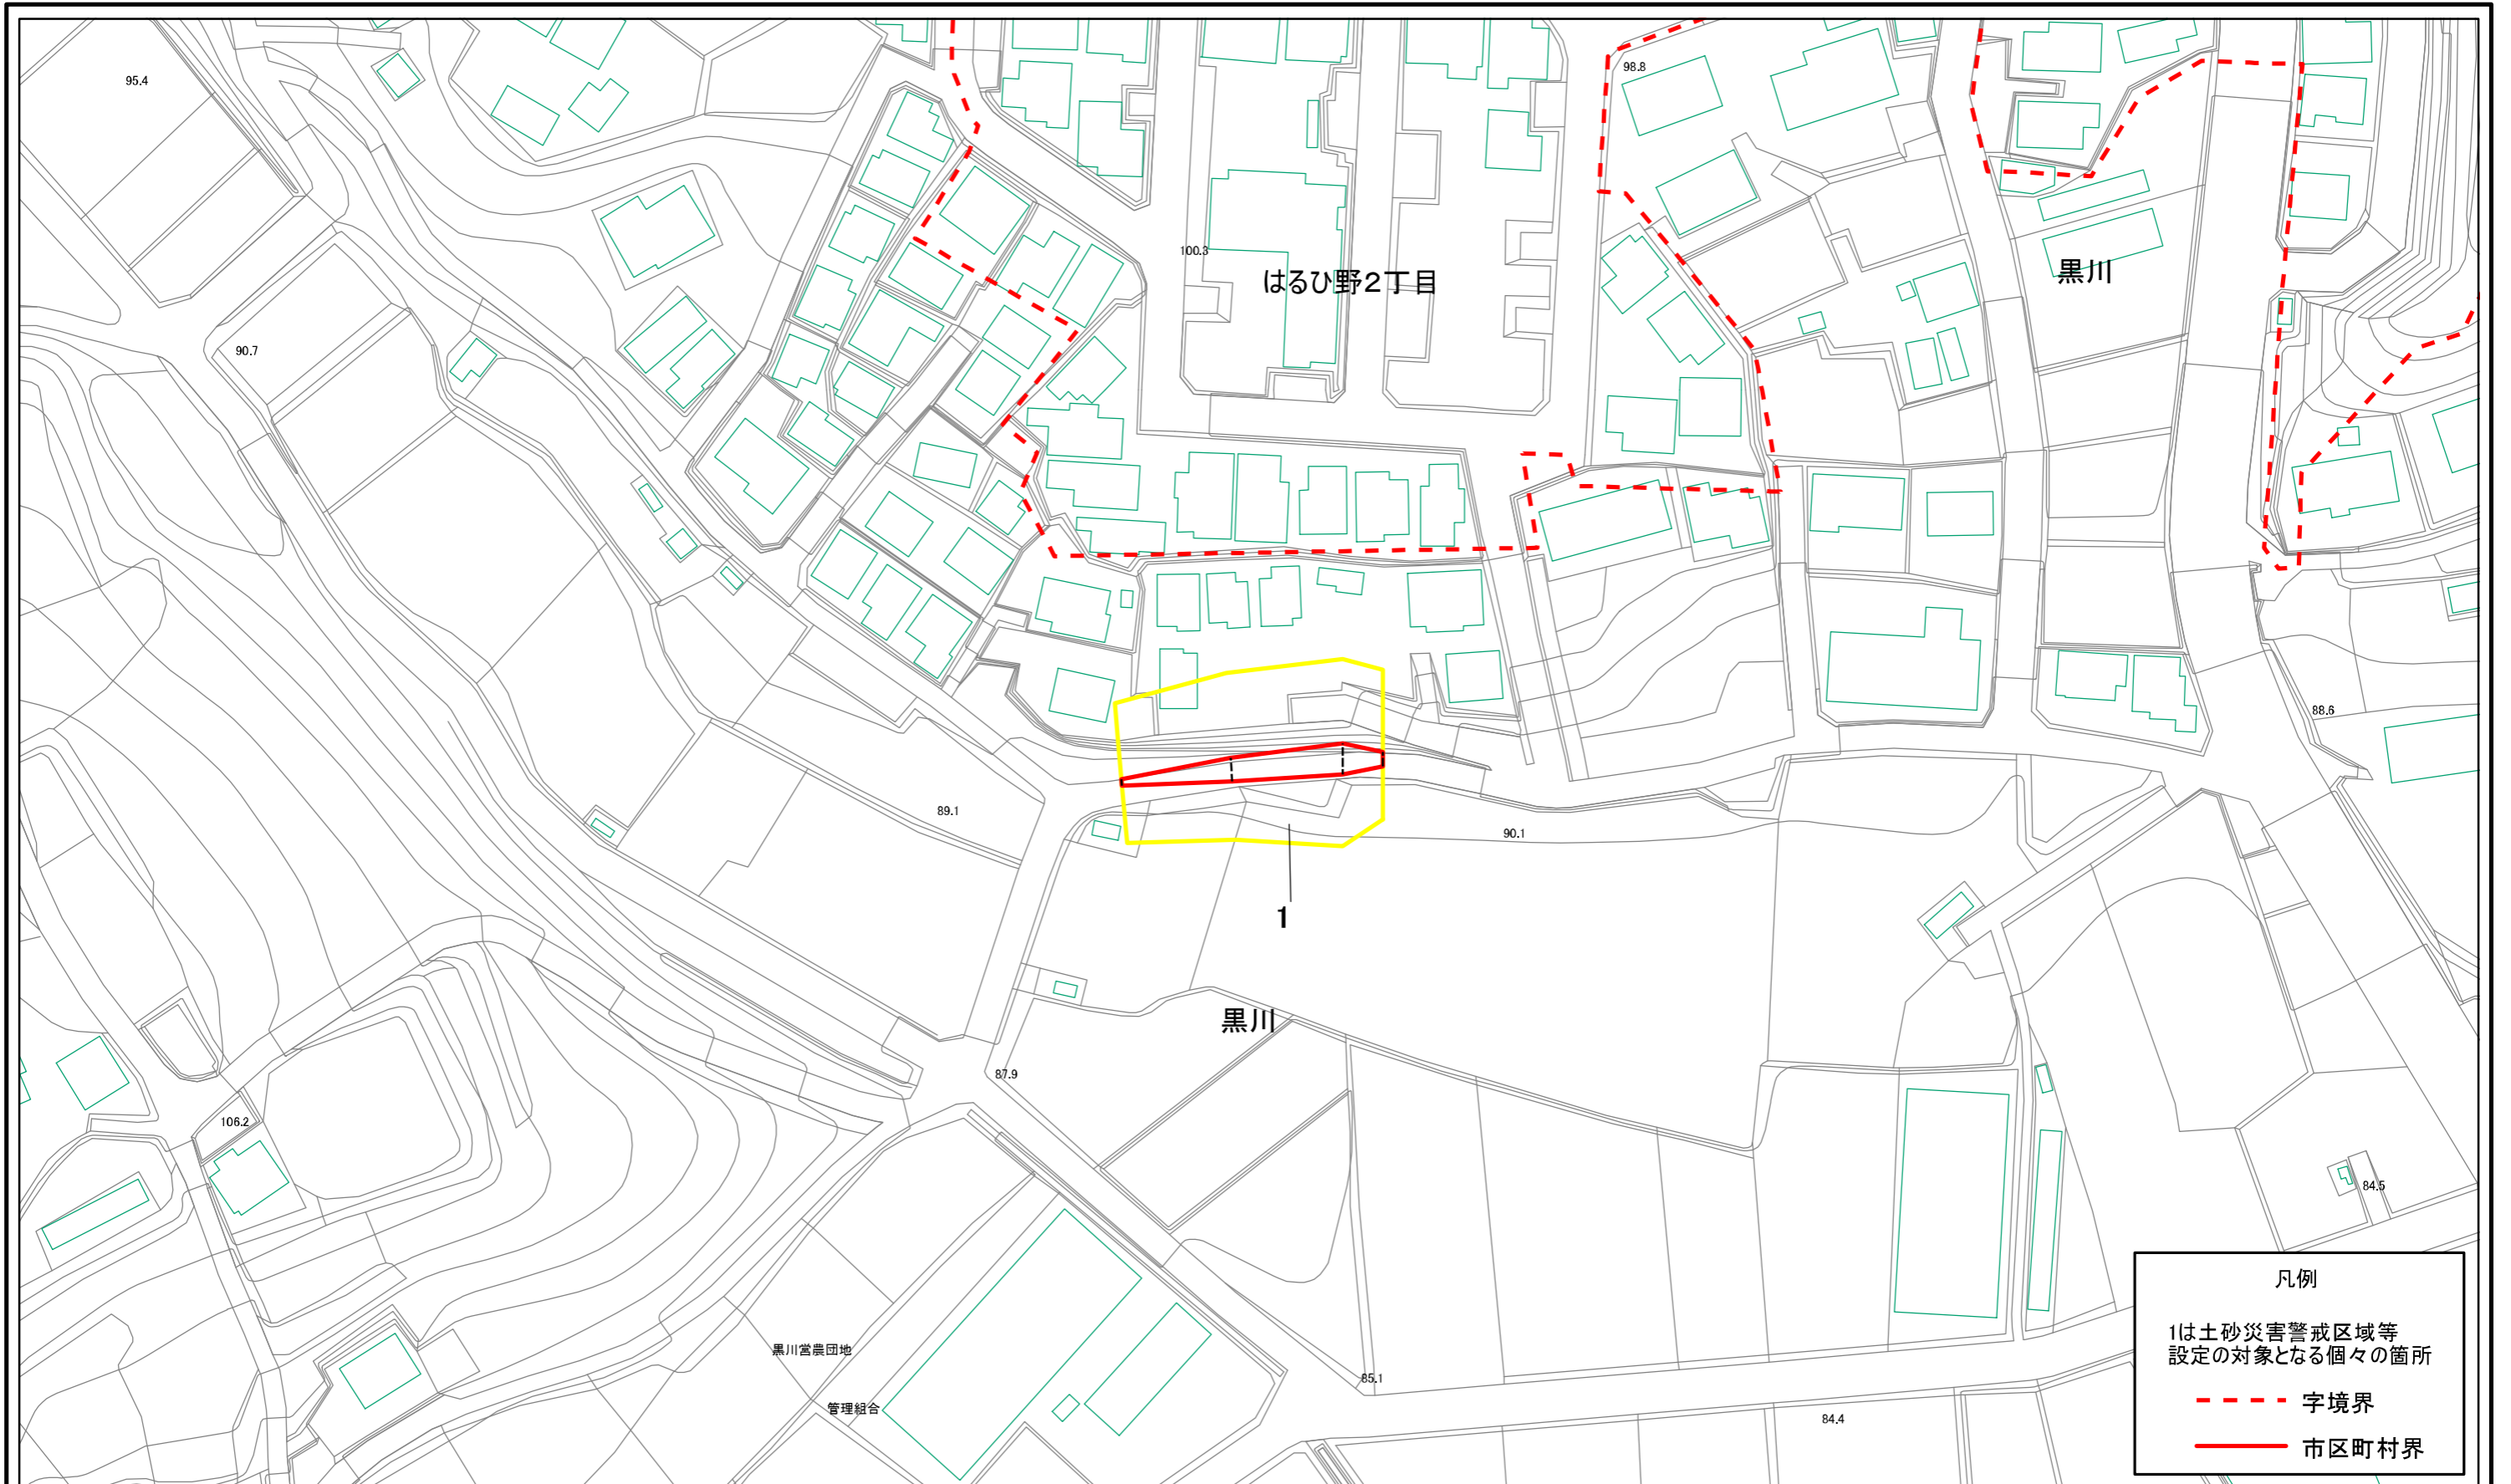 95.4
98.8
100.3
はるひ野2丁目
黒川
90.7
88.6
89.1
90.1
1
黒川
87.9
106.2
84.5
黒川営農団地
管理組合
85.1
84.4
凡例
1は土砂災害警戒区域等
設定の対象となる個々の箇所
字境界
市区町村界